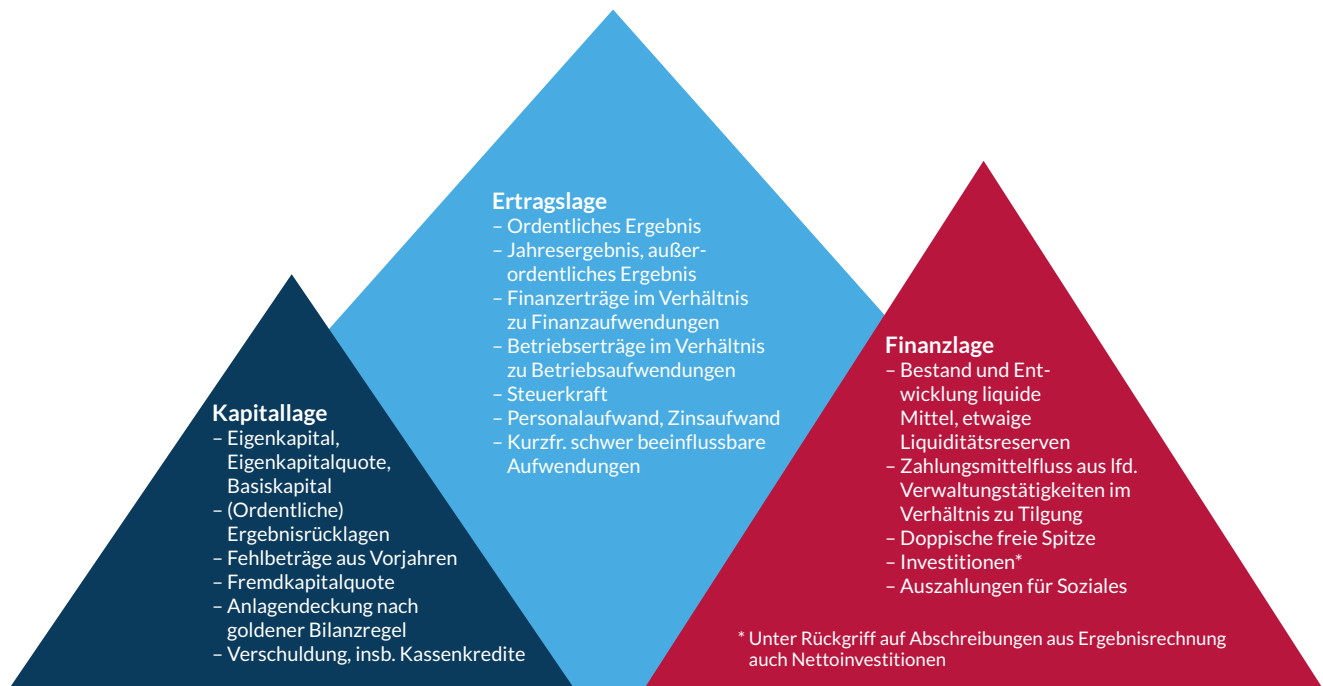 Ertragslage
– Ordentliches Ergebnis
– Jahresergebnis, außer-
ordentliches Ergebnis
– Finanzerträge im Verhältnis
zu Finanzaufwendungen
– Betriebserträge im Verhältnis
zu Betriebsaufwendungen
– Steuerkraft
– Personalaufwand, Zinsaufwand
– Kurzfr. schwer beeinflussbare
Aufwendungen
Kapitallage
– Eigenkapital,
Eigenkapitalquote,
Basiskapital
– (Ordentliche)
Ergebnisrücklagen
– Fehlbeträge aus Vorjahren
– Fremdkapitalquote
– Anlagendeckung nach
goldener Bilanzregel
– Verschuldung, insb. Kassenkredite
Finanzlage
– Bestand und Ent-
wicklung liquide
Mittel, etwaige
Liquiditätsreserven
– Zahlungsmittelfluss aus lfd.
Verwaltungstätigkeiten im
Verhältnis zu Tilgung
– Doppische freie Spitze
– Investitionen*
– Auszahlungen für Soziales
* Unter Rückgriff auf Abschreibungen aus Ergebnisrechnung
auch Nettoinvestitionen